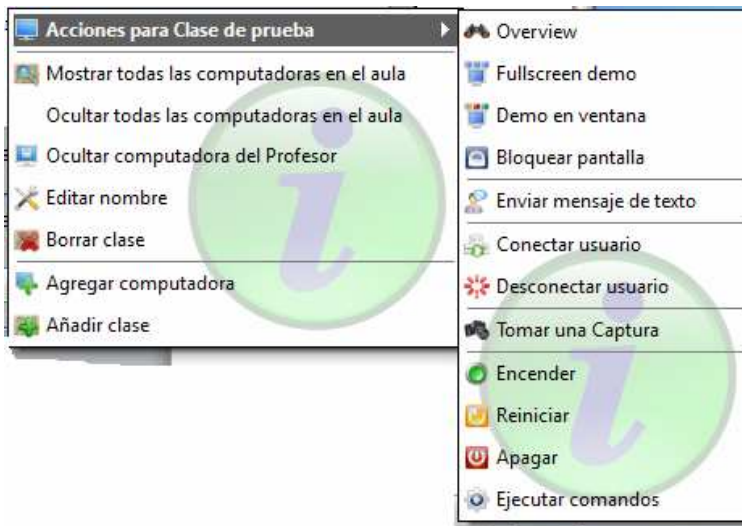 Acciones para Clase de prueba
Mostrar todas las computadoras en el aula
Ocultar todas las computadoras en el aula
Ocultar computadora del Profesor
Editar nombre
Borrar clase
Agregar computadora
Añadir clase
Overview
Fullscreen demo
Demo en ventana
Bloquear pantalla
Enviar mensaje de texto
Conectar usuario
Desconectar usuario
Tomar una Captura
Encender
Reiniciar
Apagar
Ejecutar comandos